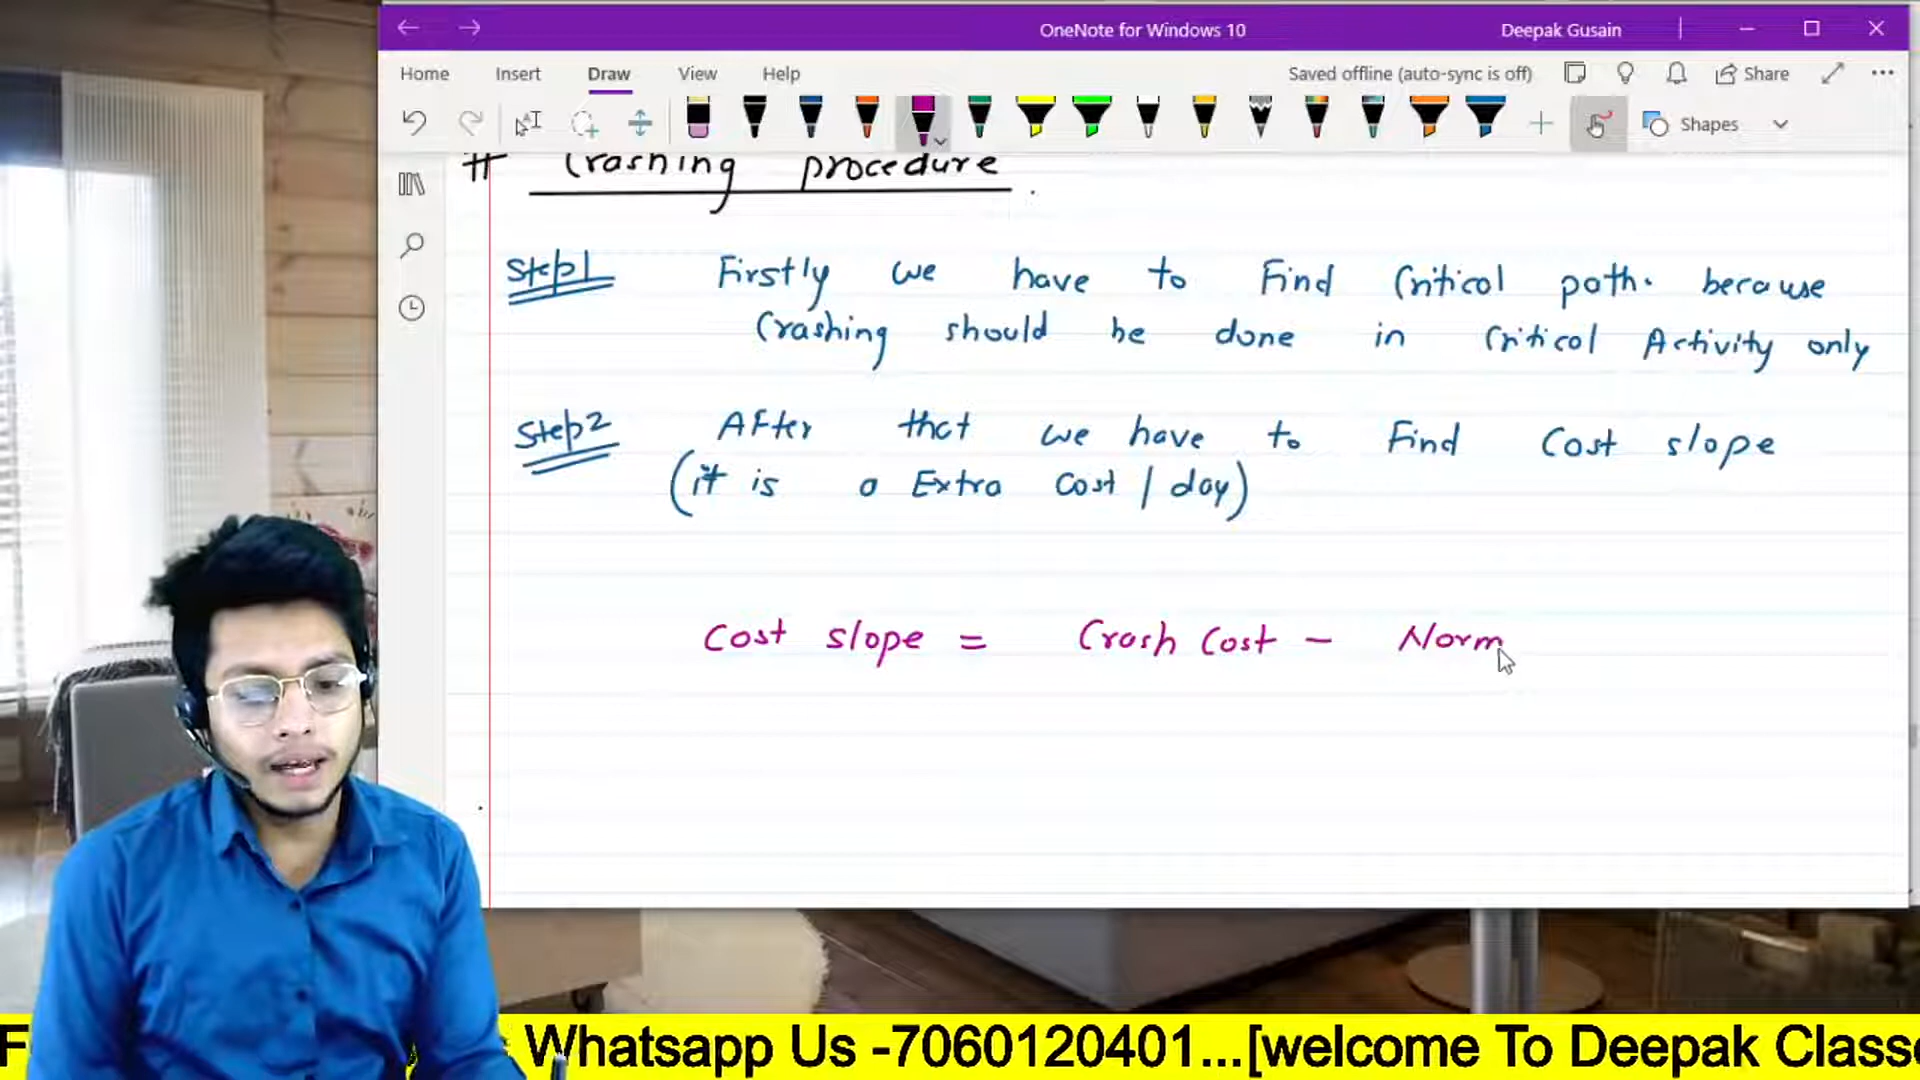 OneNote for Windows 10 Deepak Gusain
Home Insert Draw View Help Saved offline (auto-sync is off) Share
Shapes
# Crashing procedure
Step1 Firstly we have to Find Critical path. because
Crashing should be done in Critical Activity only
Step2 AFter that we have to Find Cost slope
(it is a Extra Cost / day)
Cost slope = Crash Cost - Norm
Whatsapp Us -7060120401...[welcome To Deepak Classe